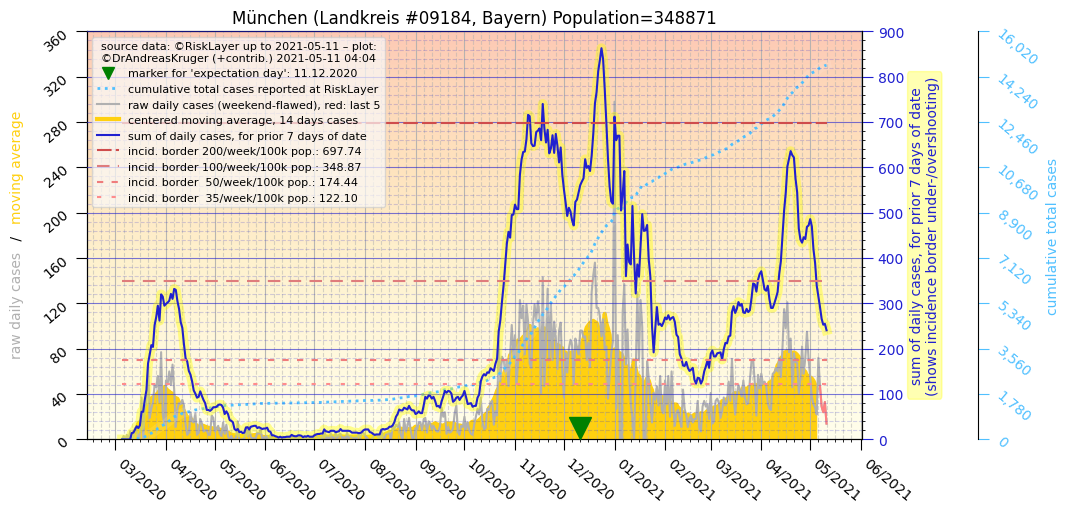 München (Landkreis #09184, Bayern) Population=348871
source data: ©RiskLayer up to 2021-05-11 – plot:
©DrAndreasKruger (+contrib.) 2021-05-11 04:04
marker for 'expectation day': 11.12.2020
cumulative total cases reported at RiskLayer
raw daily cases (weekend-flawed), red: last 5
centered moving average, 14 days cases
sum of daily cases, for prior 7 days of date
incid. border 200/week/100k pop.: 697.74
incid. border 100/week/100k pop.: 348.87
incid. border  50/week/100k pop.: 174.44
incid. border  35/week/100k pop.: 122.10
raw daily cases  /  moving average
360
320
280
240
200
160
120
80
40
0
03/2020
04/2020
05/2020
06/2020
07/2020
08/2020
09/2020
10/2020
11/2020
12/2020
01/2021
02/2021
03/2021
04/2021
05/2021
06/2021
900
800
700
600
500
400
300
200
100
0
sum of daily cases, for prior 7 days of date
(shows incidence border under-/overshooting)
16,020
14,240
12,460
10,680
8,900
7,120
5,340
3,560
1,780
0
cumulative total cases